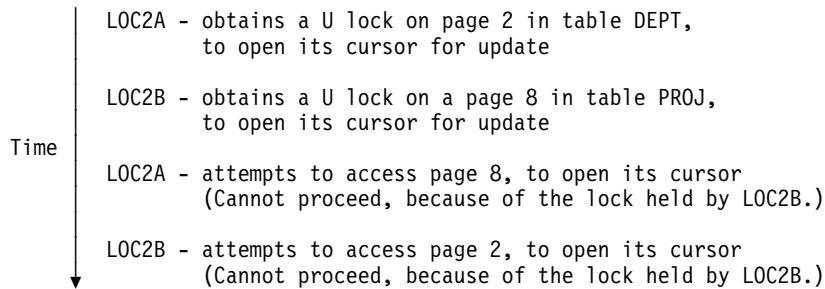 LOC2A - obtains a U lock on page 2 in table DEPT,
to open its cursor for update
LOC2B - obtains a U lock on a page 8 in table PROJ,
to open its cursor for update
Time
LOC2A - attempts to access page 8, to open its cursor
(Cannot proceed, because of the lock held by LOC2B.)
LOC2B - attempts to access page 2, to open its cursor
(Cannot proceed, because of the lock held by LOC2B.)